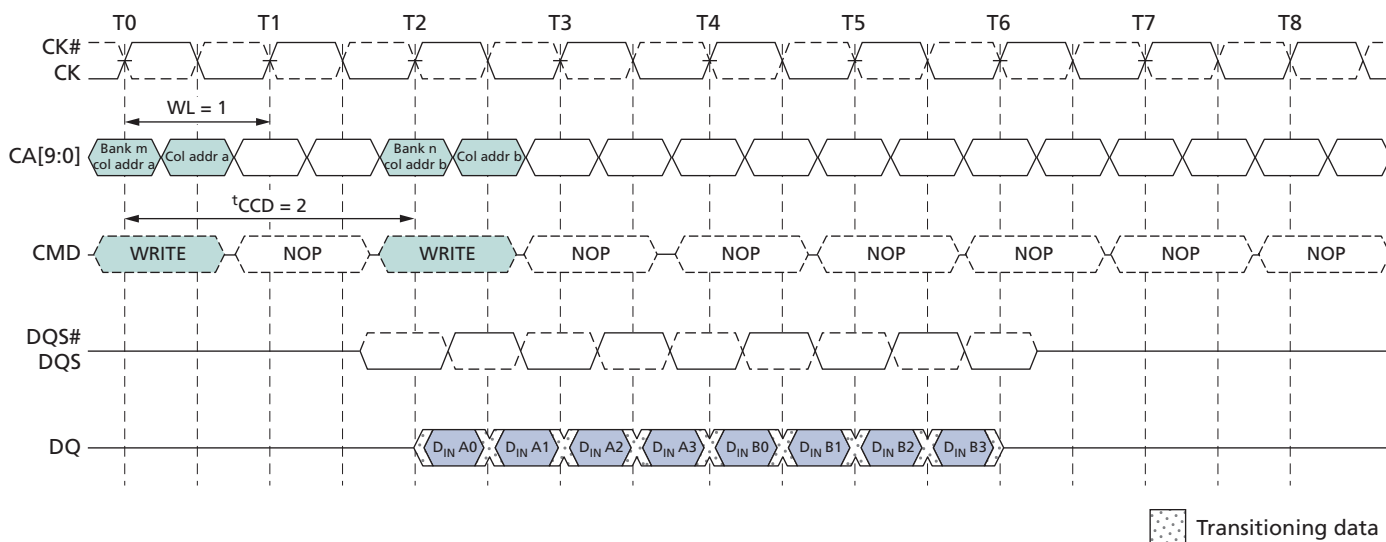 T0 T1 T2 T3 T4 T5 T6 T7 T8
CK#
CK
WL = 1
CA[9:0]
Bank m
col addr a
Col addr a
Bank n
col addr b
Col addr b
tCCD = 2
CMD WRITE NOP WRITE NOP NOP NOP NOP NOP NOP
DQS#
DQS
DQ DIN A0 DIN A1 DIN A2 DIN A3 DIN B0 DIN B1 DIN B2 DIN B3
Transitioning data